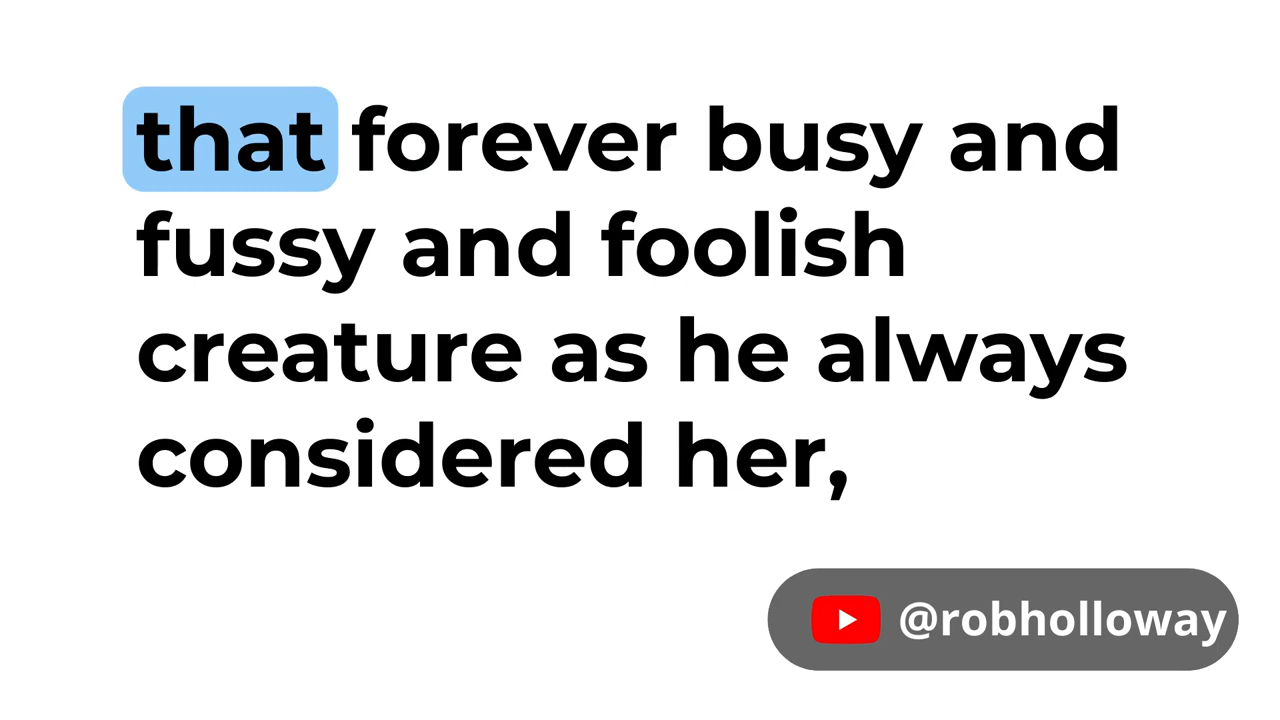 that forever busy and
fussy and foolish
creature as he always
considered her,
@robholloway